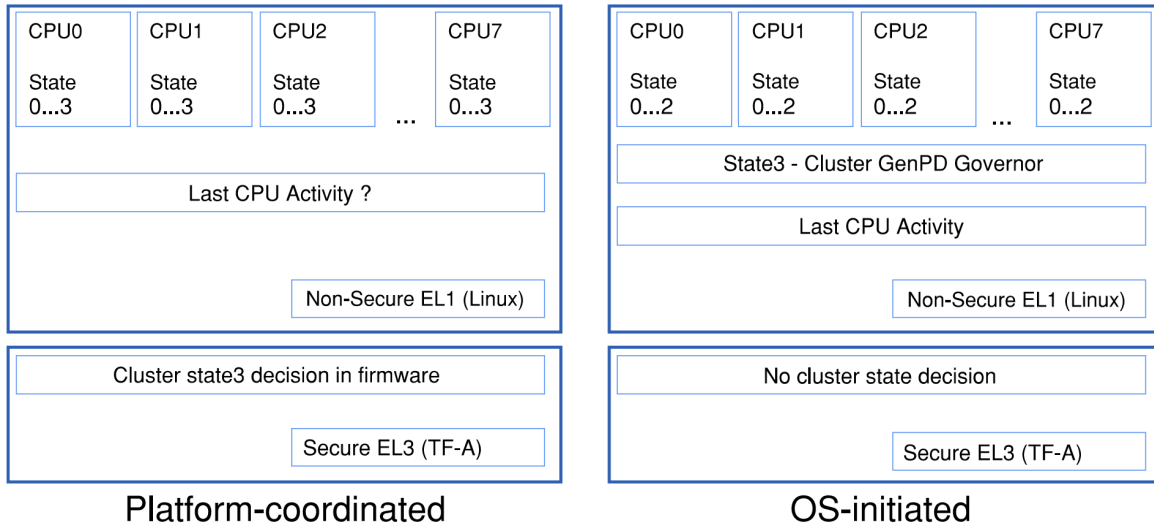 CPU0
State
0...3
CPU1
State
0...3
CPU2
State
0...3
...
CPU7
State
0...3
Last CPU Activity ?
Non-Secure EL1 (Linux)
Cluster state3 decision in firmware
Secure EL3 (TF-A)
Platform-coordinated
CPU0
State
0...2
CPU1
State
0...2
CPU2
State
0...2
...
CPU7
State
0...2
State3 - Cluster GenPD Governor
Last CPU Activity
Non-Secure EL1 (Linux)
No cluster state decision
Secure EL3 (TF-A)
OS-initiated